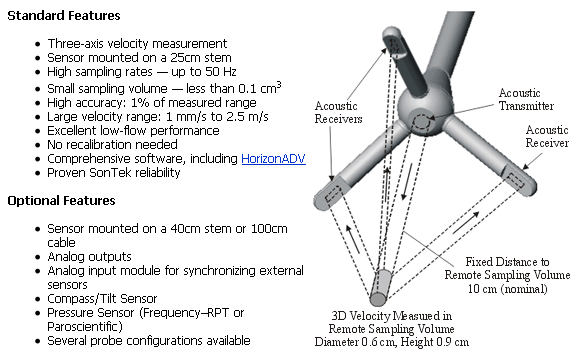 Standard Features
Three-axis velocity measurement
Sensor mounted on a 25cm stem
High sampling rates — up to 50 Hz
Small sampling volume — less than 0.1 cm³
High accuracy: 1% of measured range
Large velocity range: 1 mm/s to 2.5 m/s
Excellent low-flow performance
No recalibration needed
Comprehensive software, including HorizonADV
Proven SonTek reliability
Optional Features
Sensor mounted on a 40cm stem or 100cm
cable
Analog outputs
Analog input module for synchronizing external
sensors
Compass/Tilt Sensor
Pressure Sensor (Frequency–RPT or
Paroscientific)
Several probe configurations available
Acoustic
Receivers
Acoustic
Transmitter
Acoustic
Receiver
Fixed Distance to
Remote Sampling Volume
10 cm (nominal)
3D Velocity Measured in
Remote Sampling Volume
Diameter 0.6 cm, Height 0.9 cm